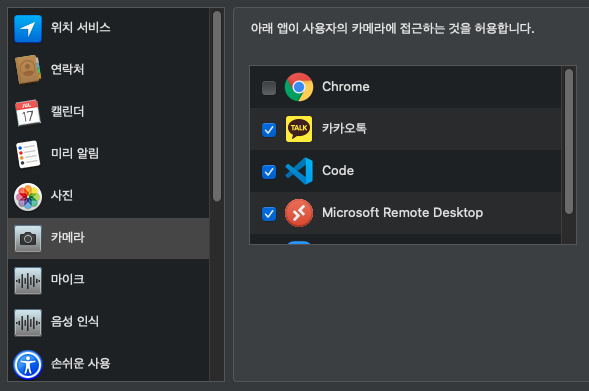 위치 서비스
연락처
캘린더
미리 알림
사진
카메라
마이크
음성 인식
손쉬운 사용
JUL
17
아래 앱이 사용자의 카메라에 접근하는 것을 허용합니다.
Chrome
TALK
카카오톡
Code
Microsoft Remote Desktop